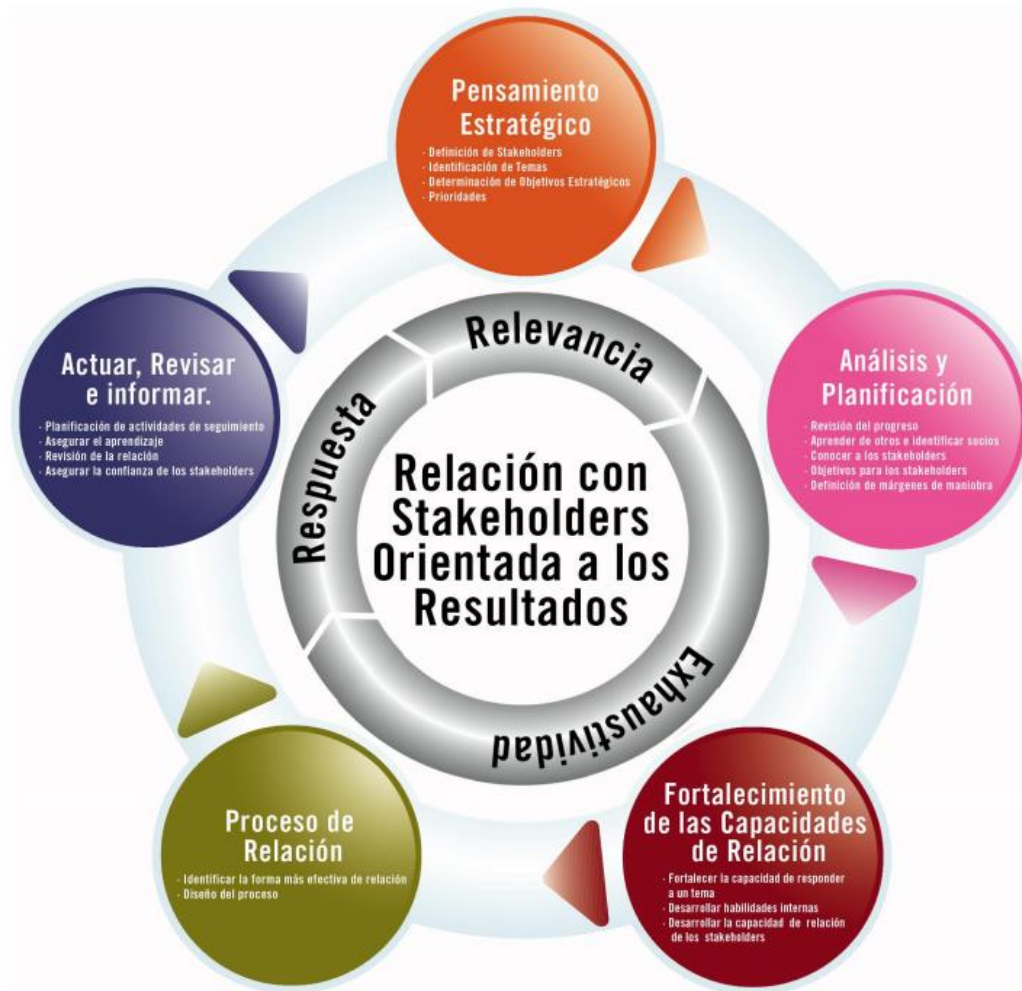 Pensamiento
Estratégico
- Definición de Stakeholders
- Identificación de Temas
- Determinación de Objetivos Estratégicos
- Prioridades
Análisis y
Planificación
- Revisión del progreso
- Aprender de otros e identificar socios
- Conocer a los stakeholders
- Objetivos para los stakeholders
- Definición de márgenes de maniobra
Fortalecimiento
de las Capacidades
de Relación
- Fortalecer la capacidad de responder
a un tema
- Desarrollar habilidades internas
- Desarrollar la capacidad de relación
de los stakeholders
Proceso de
Relación
- Identificar la forma más efectiva de relación
- Diseño del proceso
Actuar, Revisar
e informar.
- Planificación de actividades de seguimiento
- Asegurar el aprendizaje
- Revisión de la relación
- Asegurar la confianza de los stakeholders
Relevancia
Exhaustividad
Respuesta
Relación con
Stakeholders
Orientada a los
Resultados